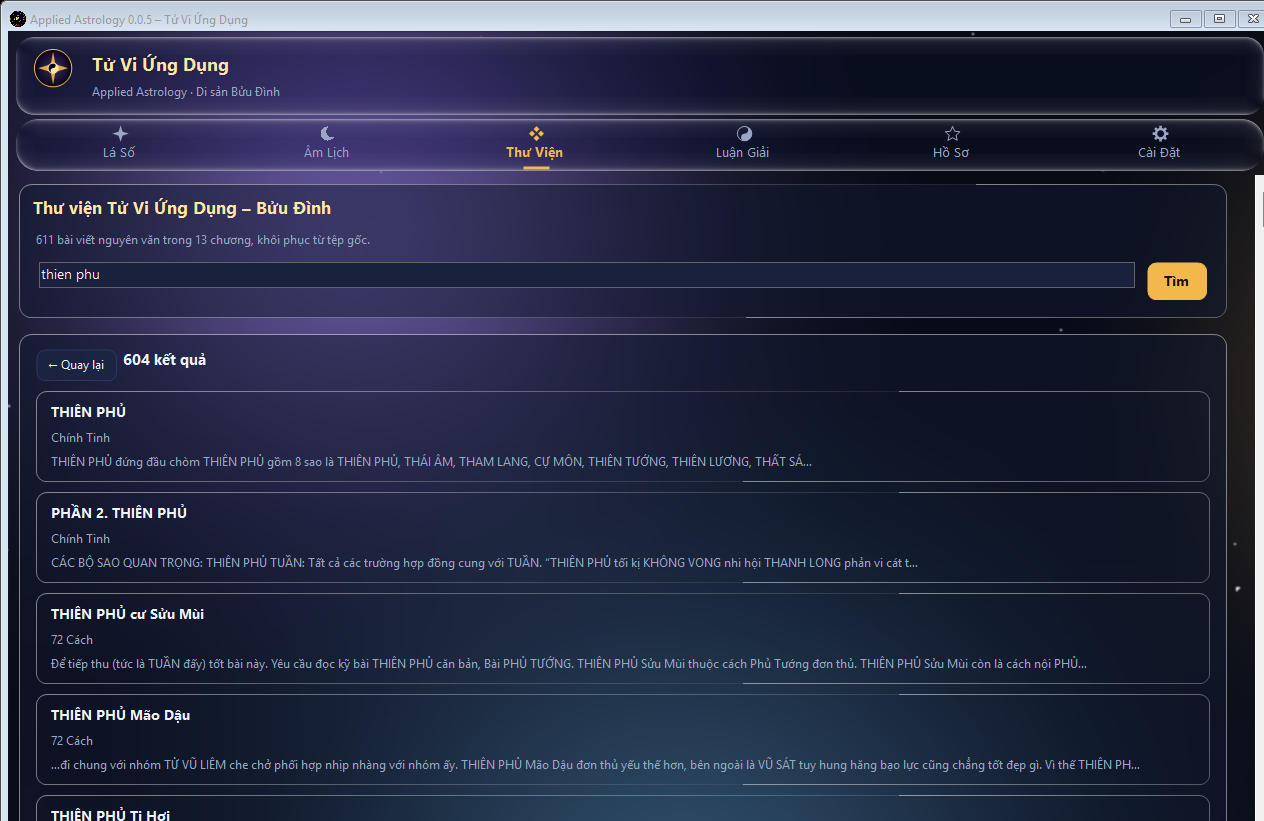 Applied Astrology 0.0.5 – Tử Vi Ứng Dụng
Tử Vi Ứng Dụng
Applied Astrology · Di sản Bửu Đình
Lá Số
Âm Lịch
Thư Viện
Luận Giải
Hồ Sơ
Cài Đặt
Thư viện Tử Vi Ứng Dụng – Bửu Đình
611 bài viết nguyên văn trong 13 chương, khôi phục từ tệp gốc.
thien phu
Tìm
← Quay lại
604 kết quả
THIÊN PHỦ
Chính Tinh
THIÊN PHỦ đứng đầu chòm THIÊN PHỦ gồm 8 sao là THIÊN PHỦ, THÁI ÂM, THAM LANG, CỰ MÔN, THIÊN TƯỚNG, THIÊN LƯƠNG, THẤT SÁ...
PHẦN 2. THIÊN PHỦ
Chính Tinh
CÁC BỘ SAO QUAN TRỌNG: THIÊN PHỦ TUẦN: Tất cả các trường hợp đồng cung với TUẦN. “THIÊN PHỦ tối kị KHÔNG VONG nhi hội THANH LONG phản vi cát t...
THIÊN PHỦ cư Sửu Mùi
72 Cách
Để tiếp thu (tức là TUẦN đấy) tốt bài này. Yêu cầu đọc kỹ bài THIÊN PHỦ căn bản, Bài PHỦ TƯỚNG. THIÊN PHỦ Sửu Mùi thuộc cách Phủ Tướng đơn thủ. THIÊN PHỦ Sửu Mùi còn là cách nội PHỦ...
THIÊN PHỦ Mão Dậu
72 Cách
...đi chung với nhóm TỬ VŨ LIÊM che chở phối hợp nhịp nhàng với nhóm ấy. THIÊN PHỦ Mão Dậu đơn thủ yếu thế hơn, bên ngoài là VŨ SÁT tuy hung hăng bạo lực cũng chẳng tốt đẹp gì. Vì thế THIÊN PH...
THIÊN PHỦ Tị Hợi